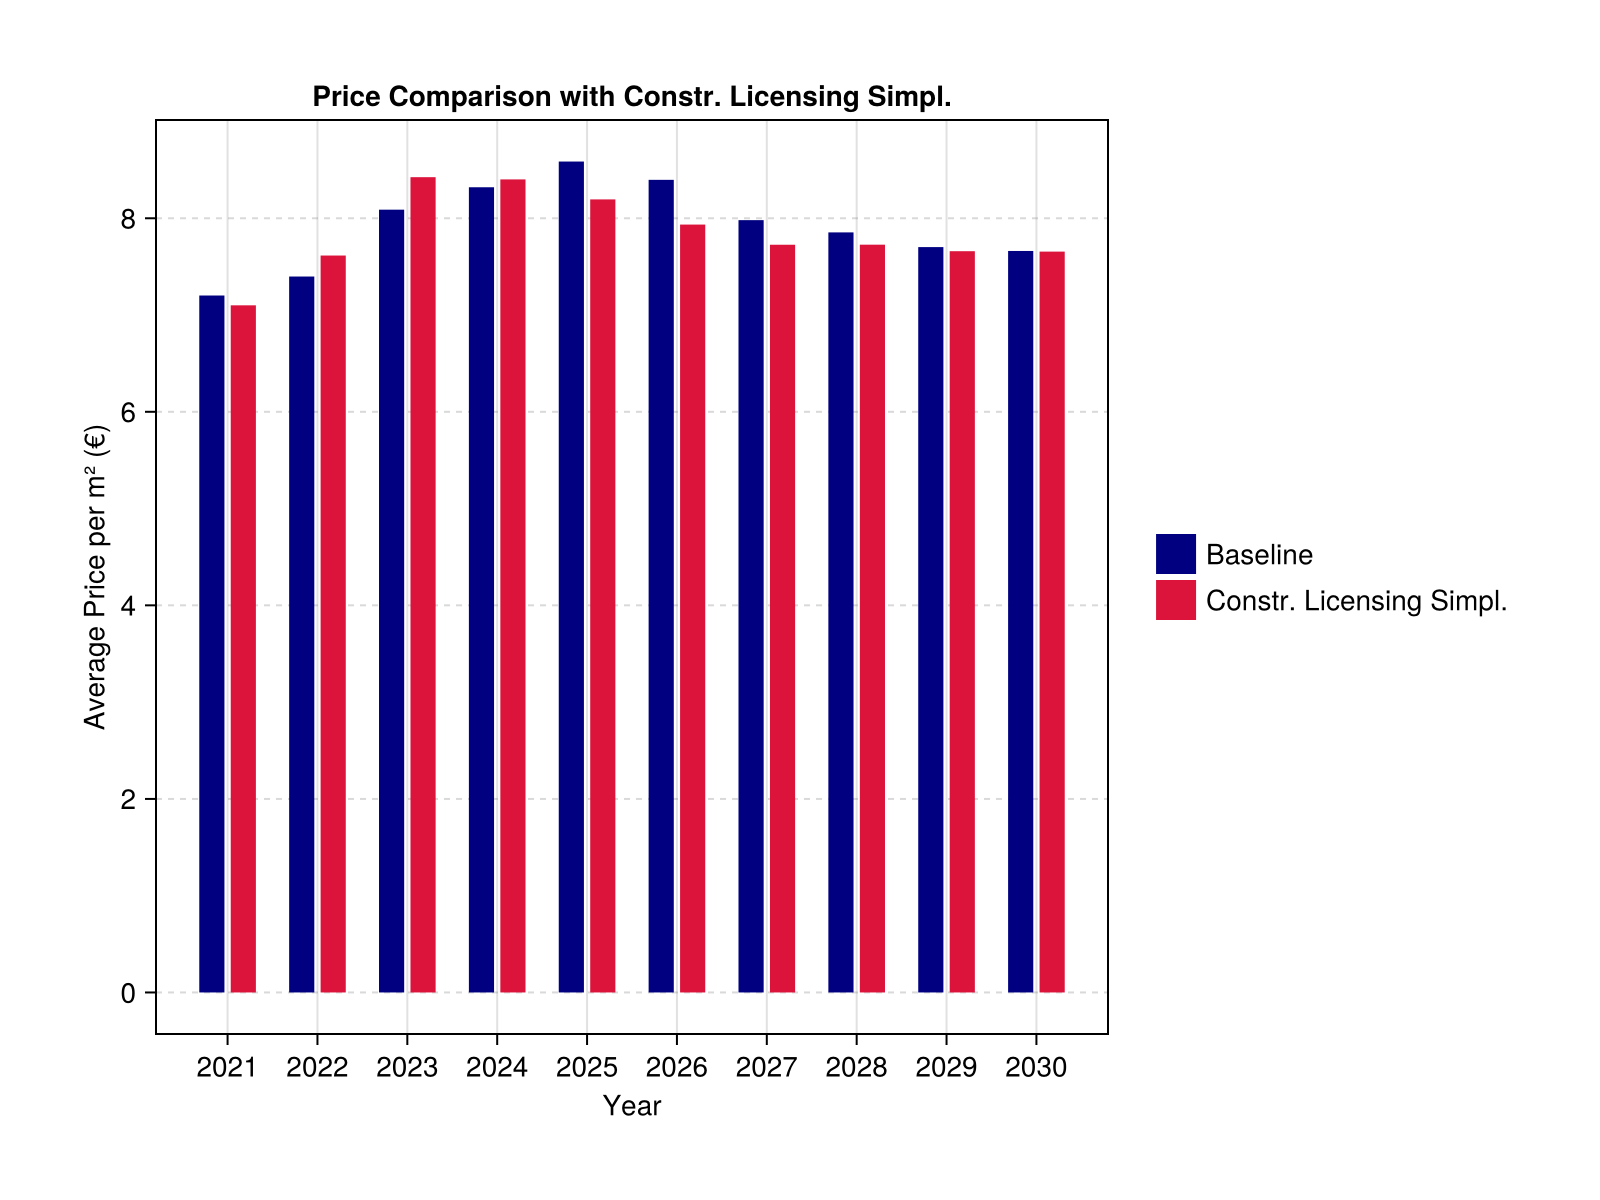 Price Comparison with Constr. Licensing Simpl.
Average Price per m² (€)
8
6
4
2
0
2021 2022 2023 2024 2025 2026 2027 2028 2029 2030
Year
Baseline
Constr. Licensing Simpl.